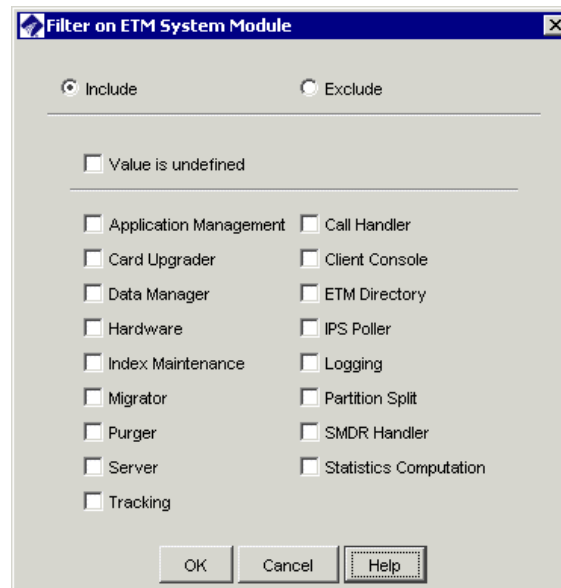 Filter on ETM System Module
Include Exclude
Value is undefined
Application Management Call Handler
Card Upgrader Client Console
Data Manager ETM Directory
Hardware IPS Poller
Index Maintenance Logging
Migrator Partition Split
Purger SMDR Handler
Server Statistics Computation
Tracking
OK Cancel Help